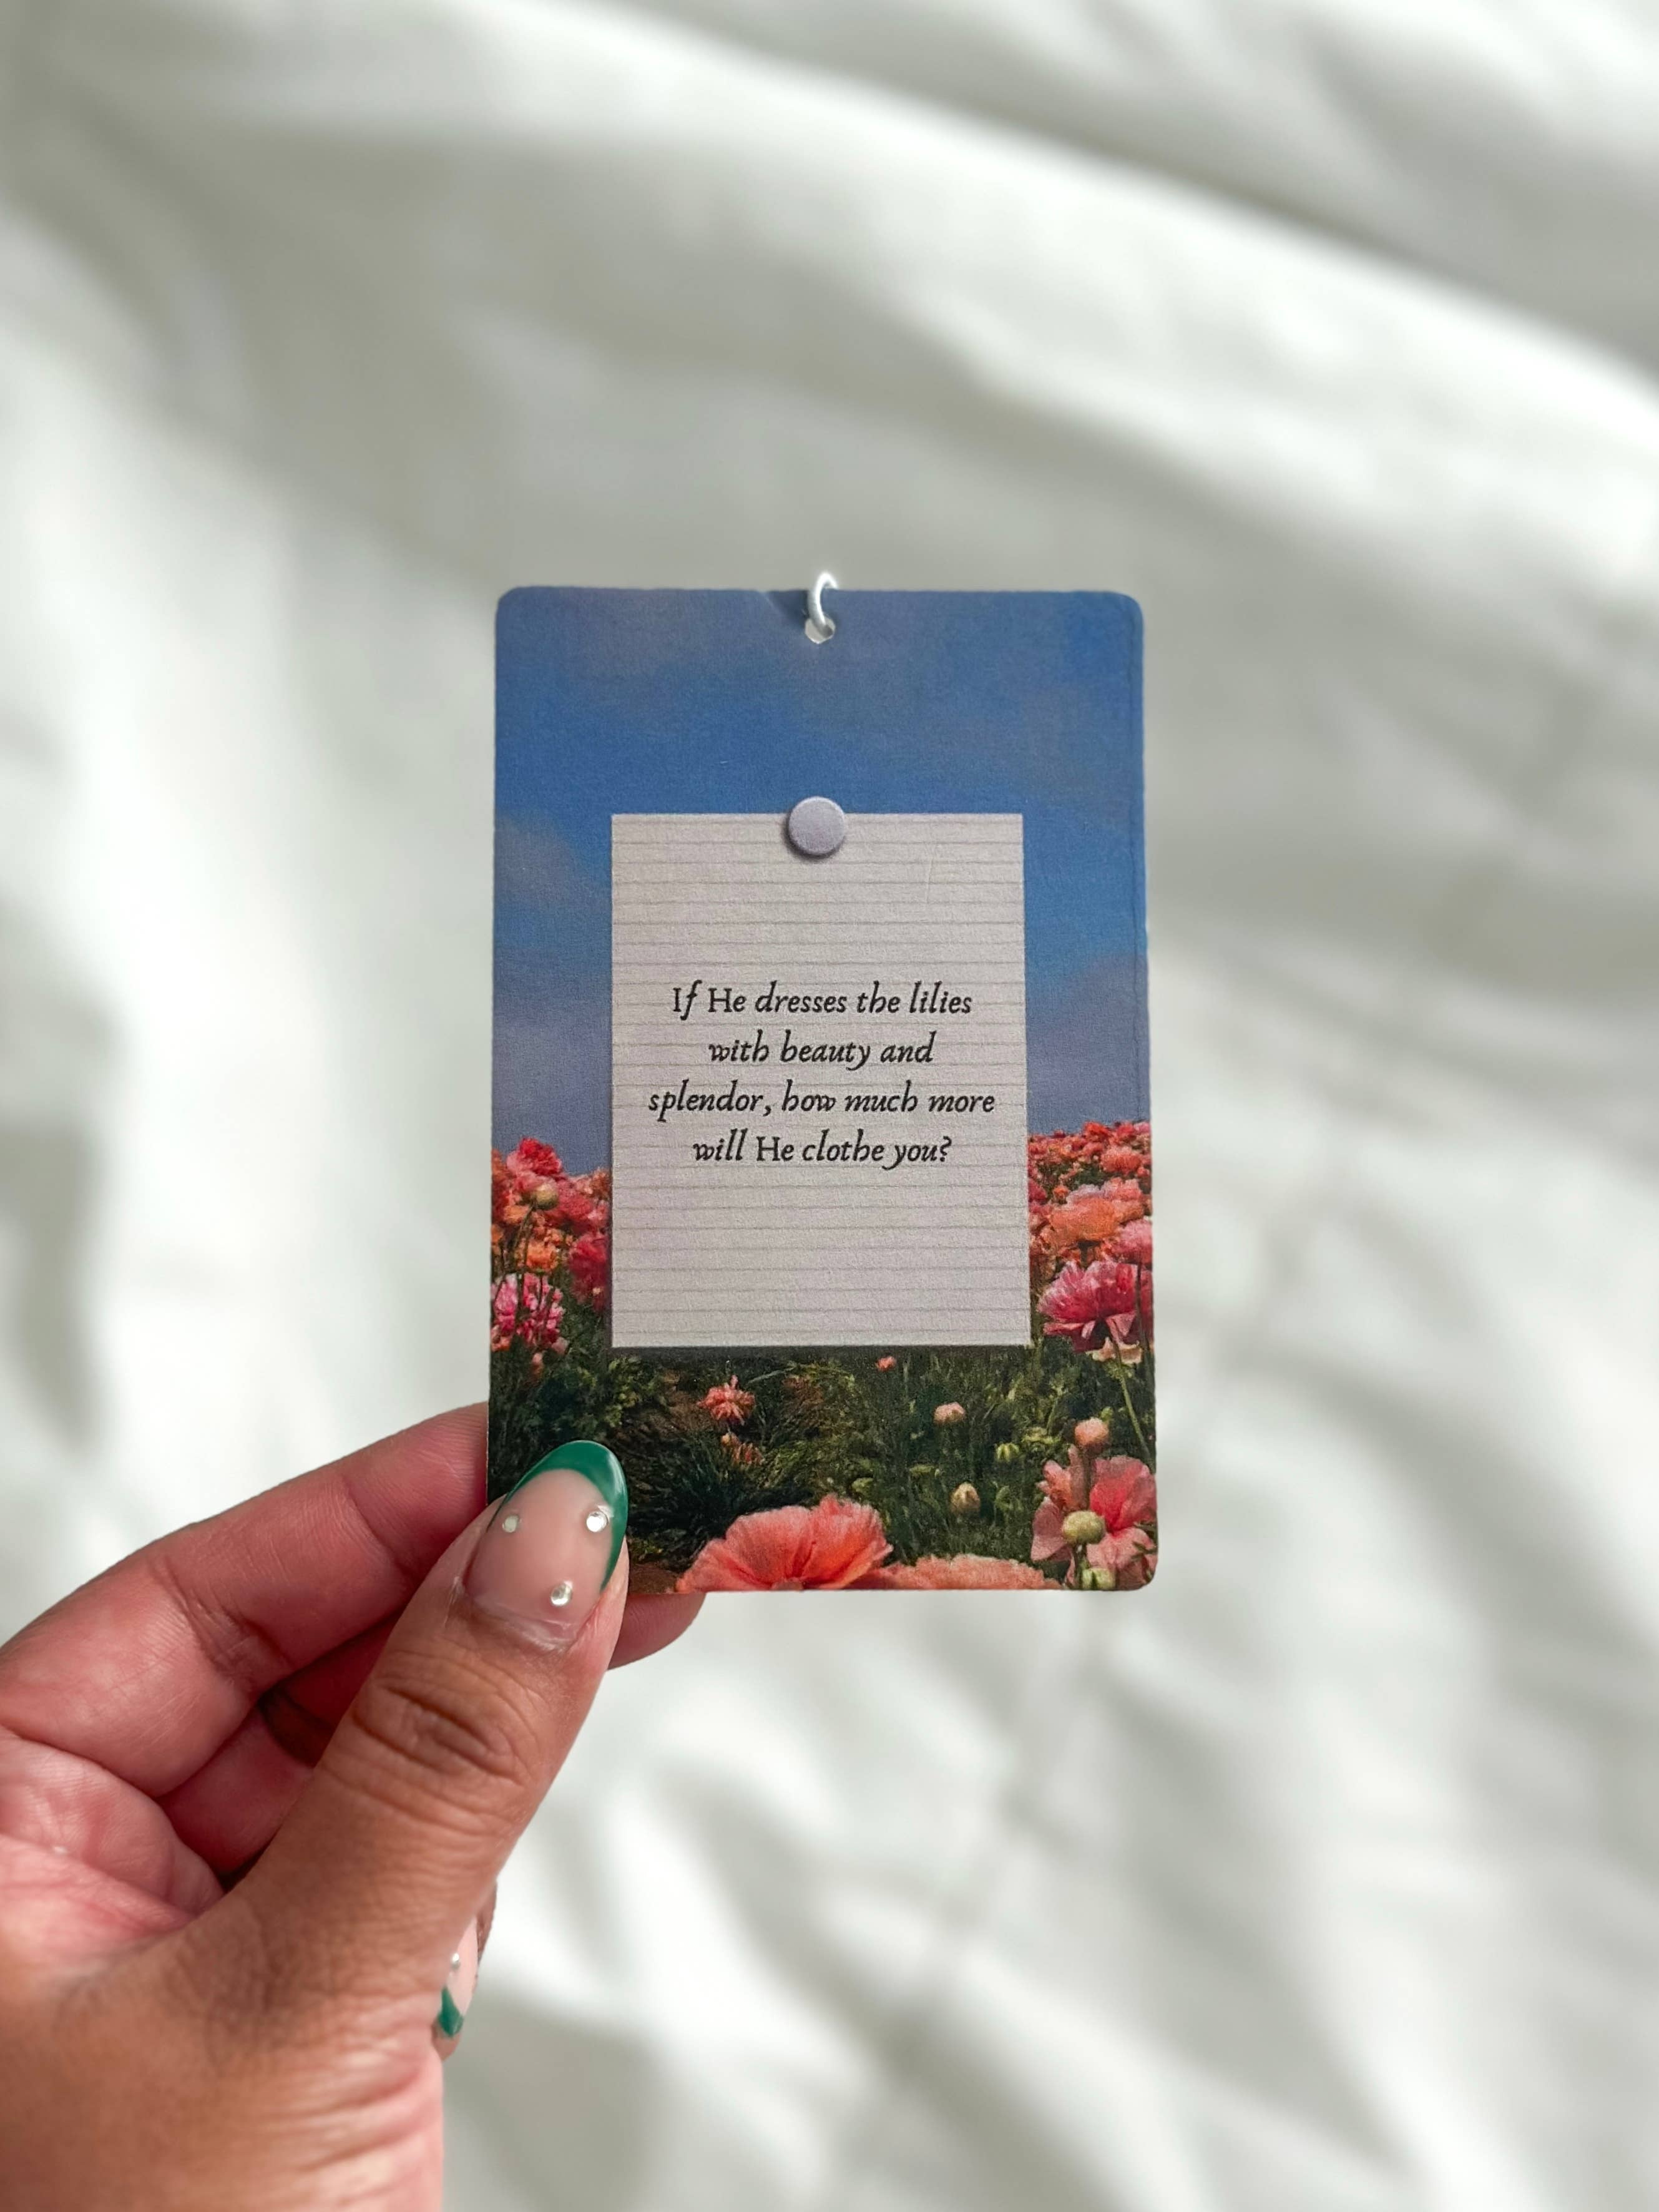 If He dresses the lilies
with beauty and
splendor, how much more
will He clothe you?